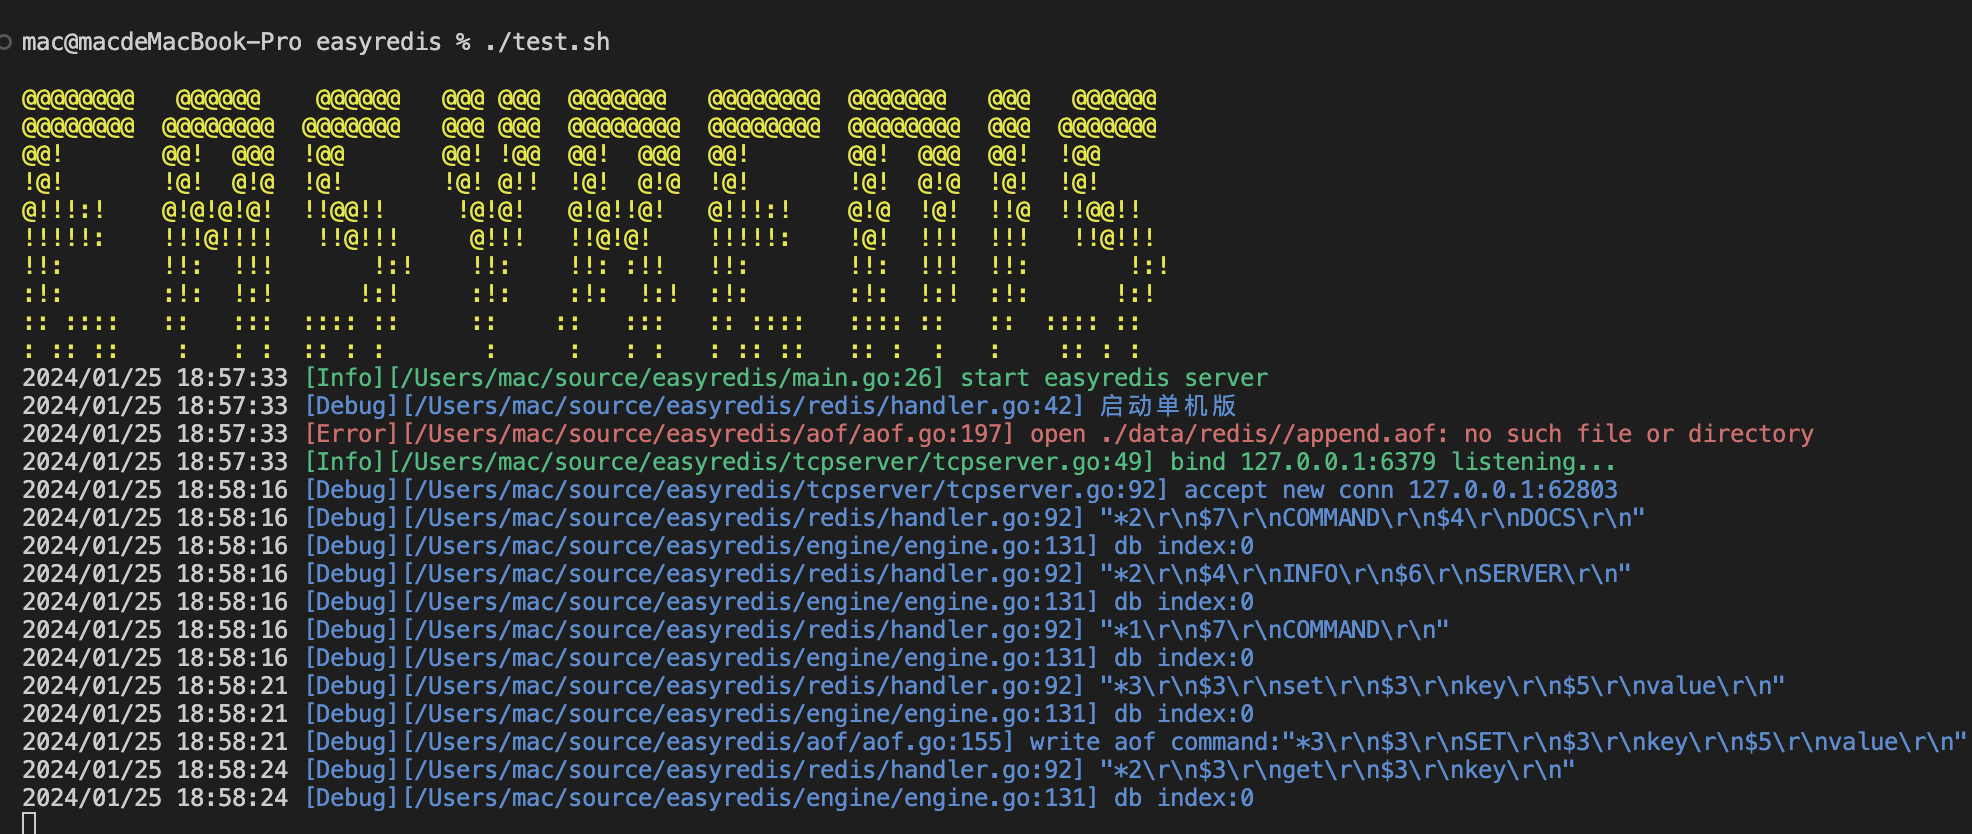 mac@macdeMacBook-Pro easyredis % ./test.sh
@@@@@@@@   @@@@@@    @@@@@@   @@@ @@@  @@@@@@@   @@@@@@@@  @@@@@@@   @@@   @@@@@@
@@@@@@@@  @@@@@@@@  @@@@@@@   @@@ @@@  @@@@@@@@  @@@@@@@@  @@@@@@@@  @@@  @@@@@@@
@@!       @@!  @@@  !@@       @@! !@@  @@!  @@@  @@!       @@!  @@@  @@!  !@@
!@!       !@!  @!@  !@!       !@! @!!  !@!  @!@  !@!       !@!  @!@  !@!  !@!
@!!!:!    @!@!@!@!  !!@@!!     !@!@!   @!@!!@!   @!!!:!    @!@  !@!  !!@  !!@@!!
!!!!!:    !!!@!!!!   !!@!!!     @!!!   !!@!@!    !!!!!:    !@!  !!!  !!!   !!@!!!
!!:       !!:  !!!       !:!    !!:    !!: :!!   !!:       !!:  !!!  !!:       !:!
:!:       :!:  !:!      !:!     :!:    :!:  !:!  :!:       :!:  !:!  :!:      !:!
:: ::::   ::   :::  :::: ::     ::    ::   :::   :: ::::   :::: ::   ::  :::: ::
: :: ::    :   : :  :: : :       :     :   : :   : :: ::   :: :  :   :    :: : :
2024/01/25 18:57:33 [Info][/Users/mac/source/easyredis/main.go:26] start easyredis server
2024/01/25 18:57:33 [Debug][/Users/mac/source/easyredis/redis/handler.go:42] 启动单机版
2024/01/25 18:57:33 [Error][/Users/mac/source/easyredis/aof/aof.go:197] open ./data/redis//append.aof: no such file or directory
2024/01/25 18:57:33 [Info][/Users/mac/source/easyredis/tcpserver/tcpserver.go:49] bind 127.0.0.1:6379 listening...
2024/01/25 18:58:16 [Debug][/Users/mac/source/easyredis/tcpserver/tcpserver.go:92] accept new conn 127.0.0.1:62803
2024/01/25 18:58:16 [Debug][/Users/mac/source/easyredis/redis/handler.go:92] "*2\r\n$7\r\nCOMMAND\r\n$4\r\nDOCS\r\n"
2024/01/25 18:58:16 [Debug][/Users/mac/source/easyredis/engine/engine.go:131] db index:0
2024/01/25 18:58:16 [Debug][/Users/mac/source/easyredis/redis/handler.go:92] "*2\r\n$4\r\nINFO\r\n$6\r\nSERVER\r\n"
2024/01/25 18:58:16 [Debug][/Users/mac/source/easyredis/engine/engine.go:131] db index:0
2024/01/25 18:58:16 [Debug][/Users/mac/source/easyredis/redis/handler.go:92] "*1\r\n$7\r\nCOMMAND\r\n"
2024/01/25 18:58:16 [Debug][/Users/mac/source/easyredis/engine/engine.go:131] db index:0
2024/01/25 18:58:21 [Debug][/Users/mac/source/easyredis/redis/handler.go:92] "*3\r\n$3\r\nset\r\n$3\r\nkey\r\n$5\r\nvalue\r\n"
2024/01/25 18:58:21 [Debug][/Users/mac/source/easyredis/engine/engine.go:131] db index:0
2024/01/25 18:58:21 [Debug][/Users/mac/source/easyredis/aof/aof.go:155] write aof command:"*3\r\n$3\r\nSET\r\n$3\r\nkey\r\n$5\r\nvalue\r\n"
2024/01/25 18:58:24 [Debug][/Users/mac/source/easyredis/redis/handler.go:92] "*2\r\n$3\r\nget\r\n$3\r\nkey\r\n"
2024/01/25 18:58:24 [Debug][/Users/mac/source/easyredis/engine/engine.go:131] db index:0